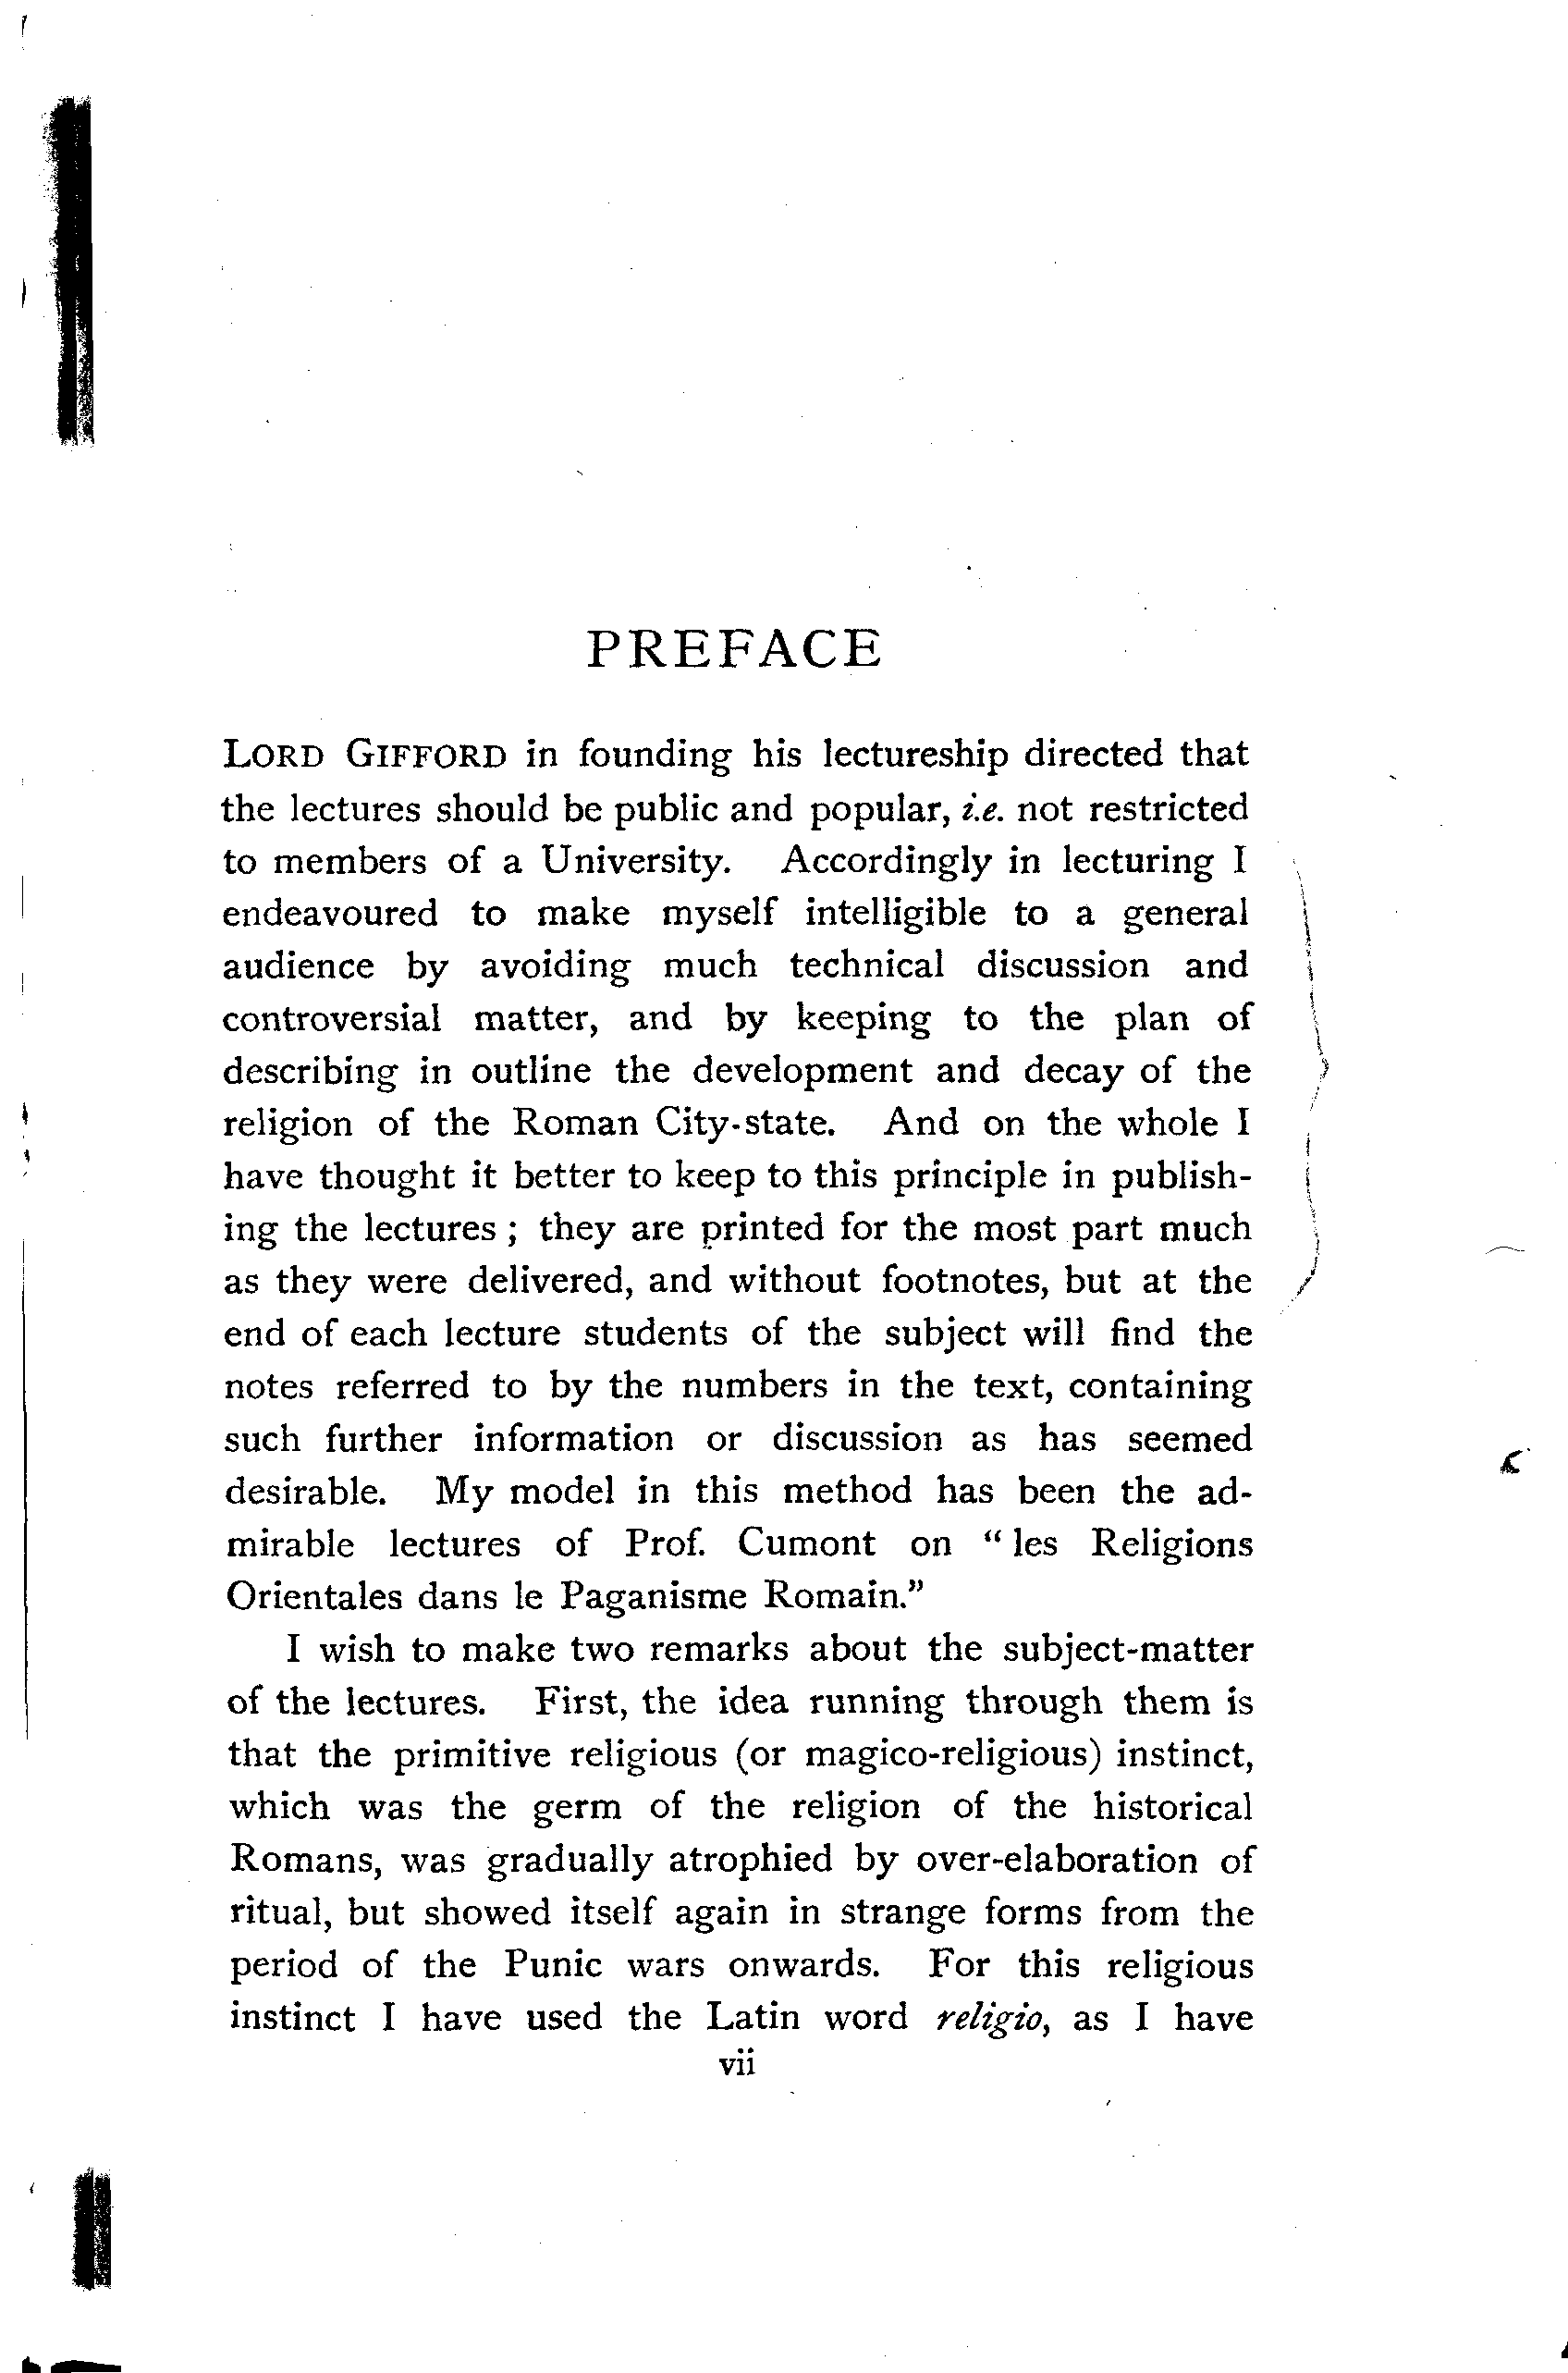 PREFACE
LORD GIFFORD in founding his lectureship directed that
the lectures should be public and popular, i.e. not restricted
to members of a University. Accordingly in lecturing I
endeavoured to make myself intelligible to a general
audience by avoiding much technical discussion and
controversial matter, and by keeping to the plan of
describing in outline the development and decay of the
religion of the Roman City-state. And on the whole I
have thought it better to keep to this principle in publish-
ing the lectures ; they are printed for the most part much
as they were delivered, and without footnotes, but at the
end of each lecture students of the subject will find the
notes referred to by the numbers in the text, containing
such further information or discussion as has seemed
desirable. My model in this method has been the ad-
mirable lectures of Prof. Cumont on “ les Religions
Orientales dans le Paganisme Romain.”
I wish to make two remarks about the subject-matter
of the lectures. First, the idea running through them is
that the primitive religious (or magico-religious) instinct,
which was the germ of the religion of the historical
Romans, was gradually atrophied by over-elaboration of
ritual, but showed itself again in strange forms from the
period of the Punic wars onwards. For this religious
instinct I have used the Latin word religio, as I have
vii